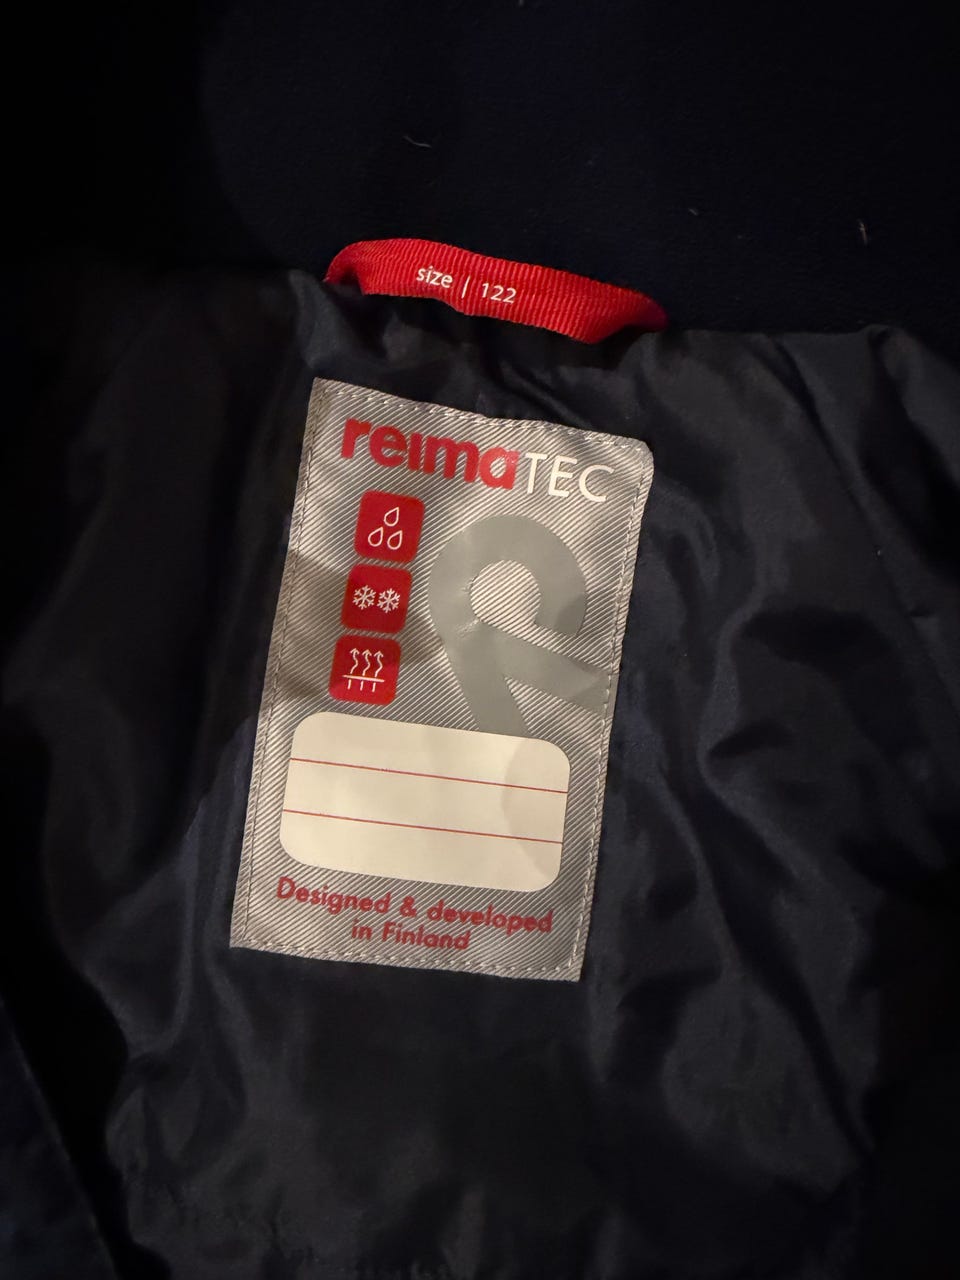 size | 122
reimaTEC
Designed & developed
in Finland